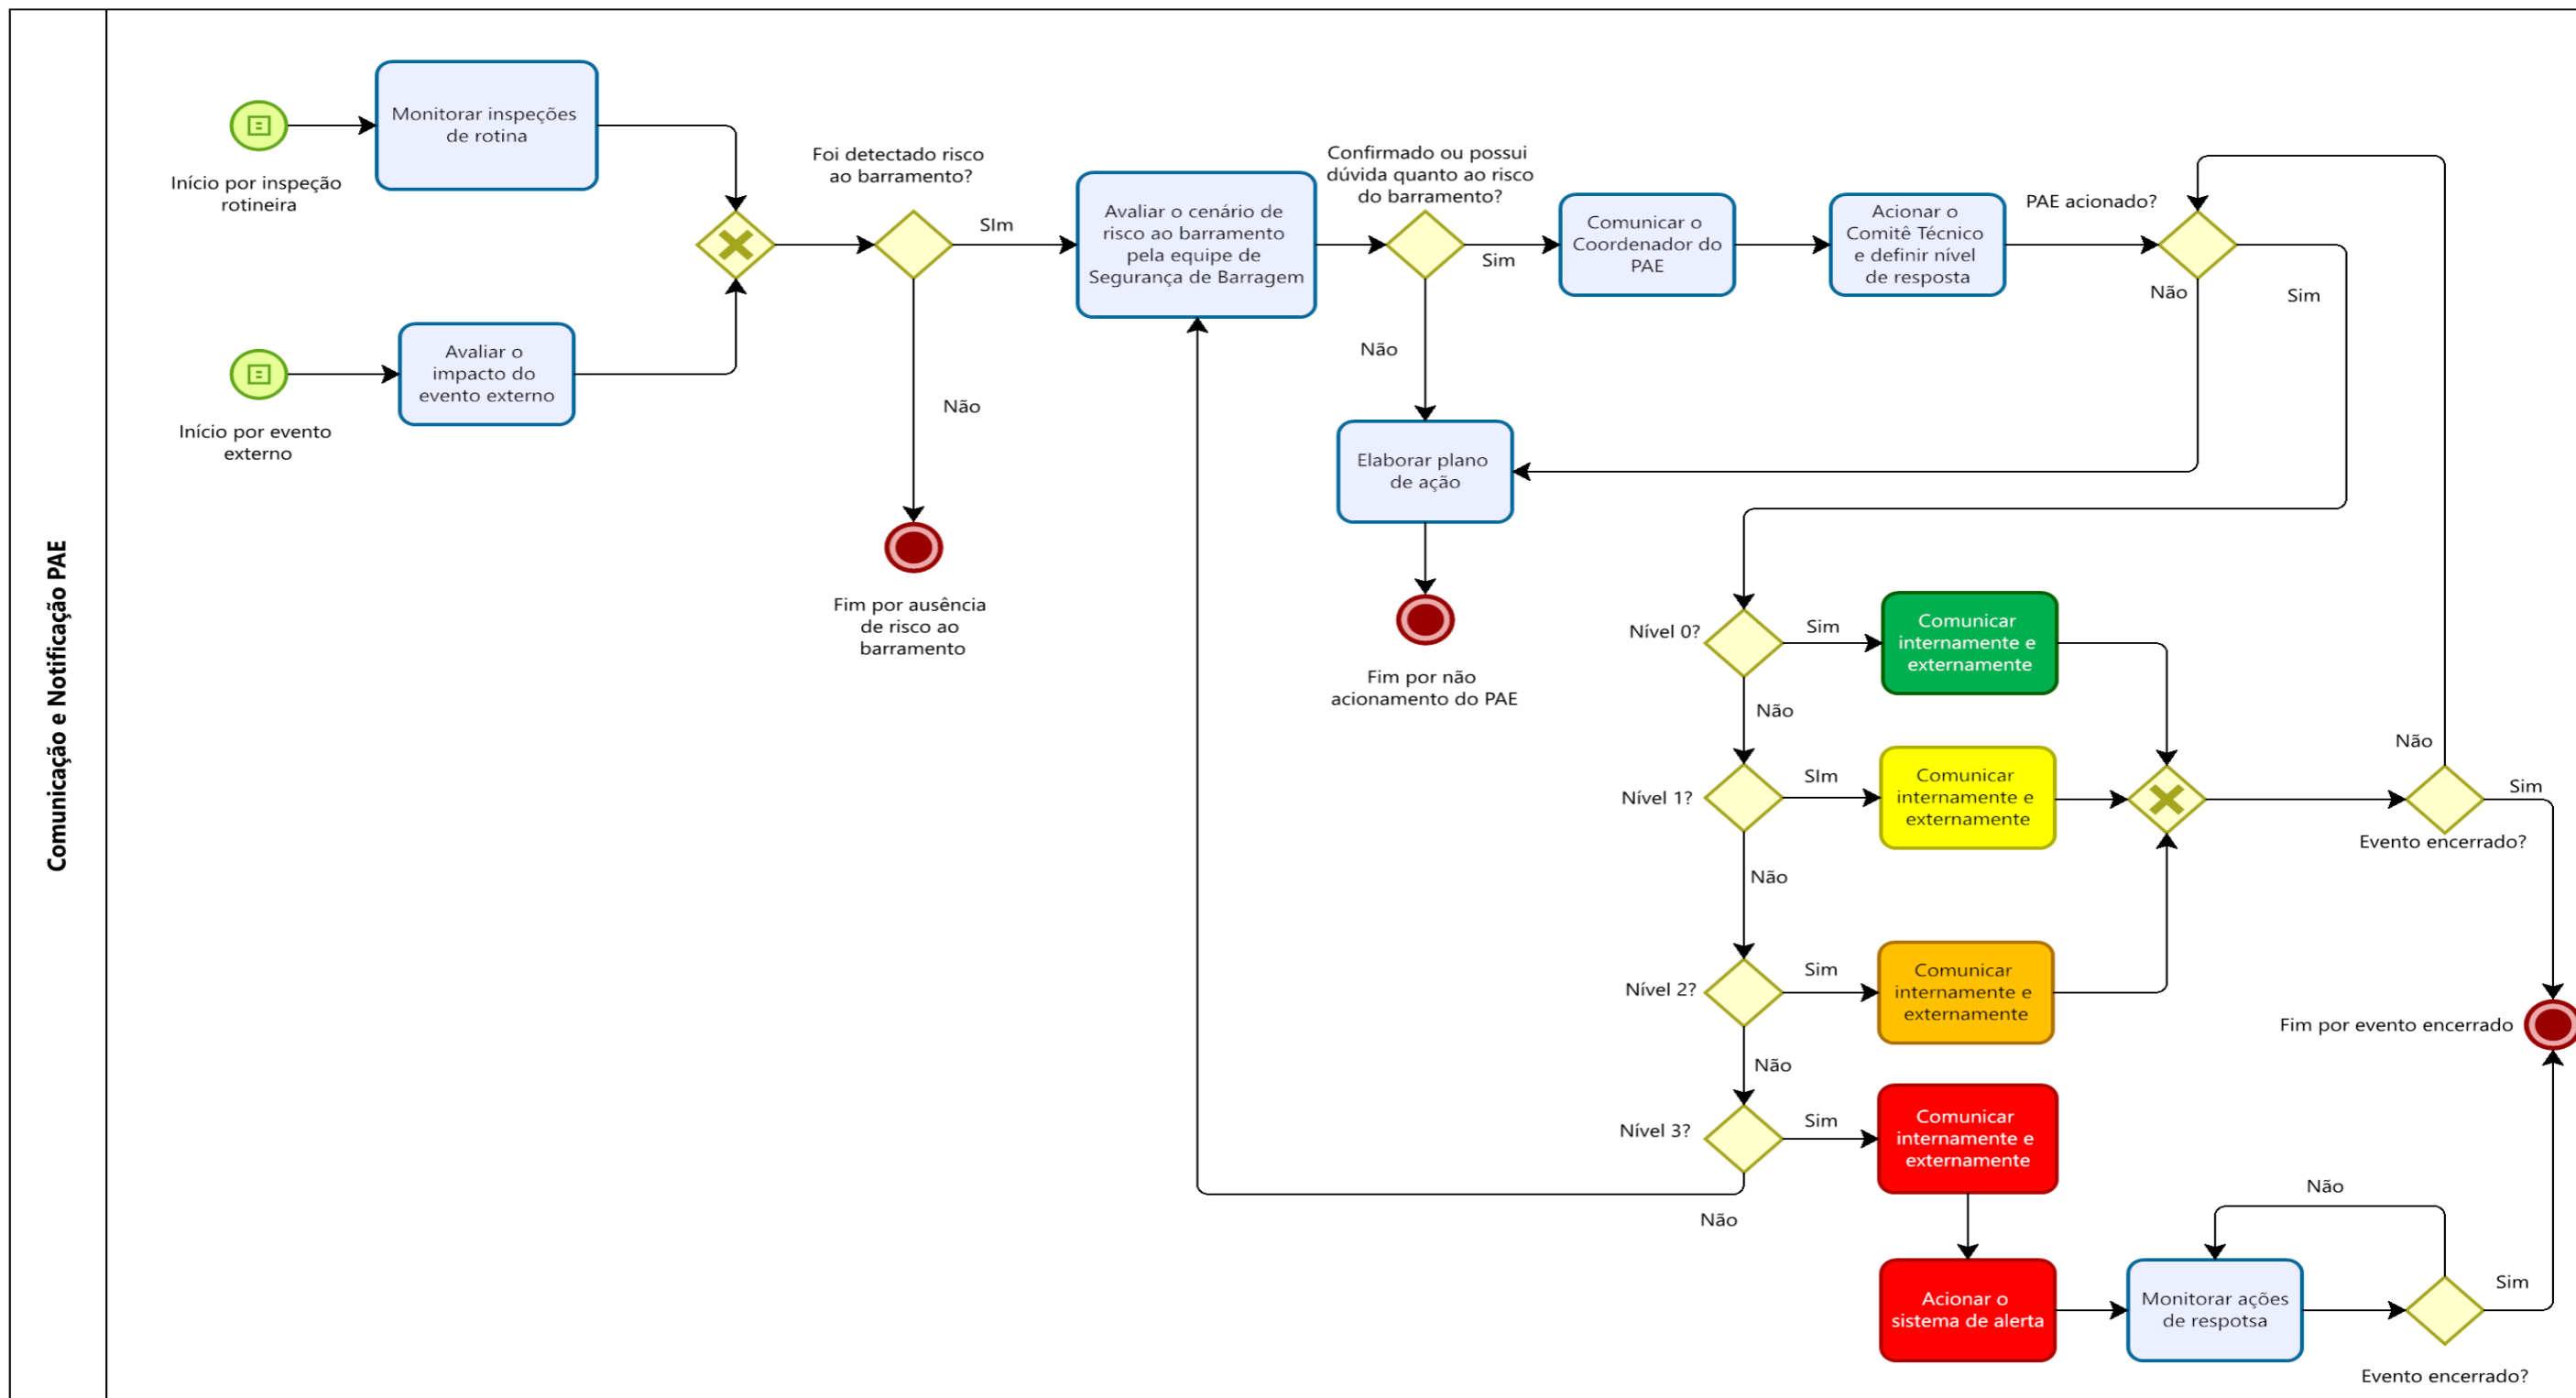 Comunicação e Notificação PAE
Início por inspeção
rotineira
Monitorar inspeções
de rotina
Início por evento
externo
Avaliar o
impacto do
evento externo
Foi detectado risco
ao barramento?
SIm
Não
Fim por ausência
de risco ao
barramento
Avaliar o cenário de
risco ao barramento
pela equipe de
Segurança de Barragem
Confirmado ou possui
dúvida quanto ao risco
do barramento?
Sim
Não
Elaborar plano
de ação
Fim por não
acionamento do PAE
Comunicar o
Coordenador do
PAE
Acionar o
Comitê Técnico
e definir nível
de resposta
PAE acionado?
Não
Sim
Nível 0?
Sim
Comunicar
internamente e
externamente
Não
Nível 1?
SIm
Comunicar
internamente e
externamente
Não
Nível 2?
Sim
Comunicar
internamente e
externamente
Não
Nível 3?
Sim
Comunicar
internamente e
externamente
Não
Não
Sim
Evento encerrado?
Fim por evento encerrado
Acionar o
sistema de alerta
Monitorar ações
de respotsa
Não
Sim
Evento encerrado?